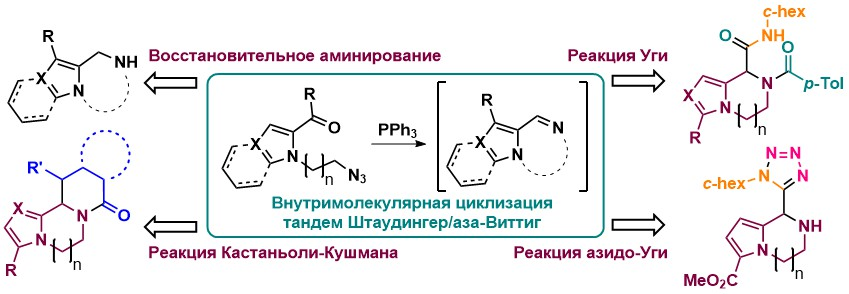 R
NH
X
N
Восстановительное аминирование
Реакция Уги
c-hex
NH
O
O
N
p-Tol
X
N
R
n
R
O
X
N
n
N₃
PPh₃
R
X
N
N
Внутримолекулярная циклизация
тандем Штаудингер/аза-Виттиг
R'
X
N
O
N
R
n
Реакция Кастаньоли-Кушмана
Реакция азидо-Уги
N
N
N
N
c-hex
NH
N
n
MeO₂C